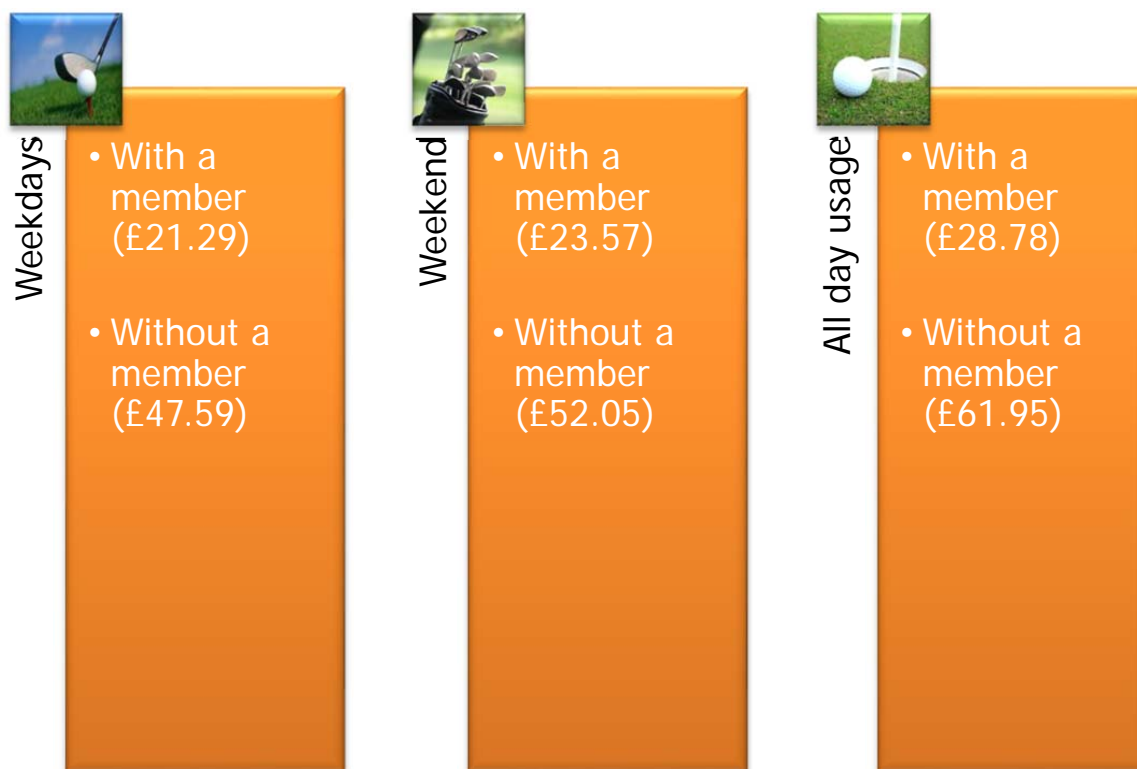 Weekdays
• With a
member
(£21.29)
• Without a
member
(£47.59)
Weekend
• With a
member
(£23.57)
• Without a
member
(£52.05)
All day usage
• With a
member
(£28.78)
• Without a
member
(£61.95)